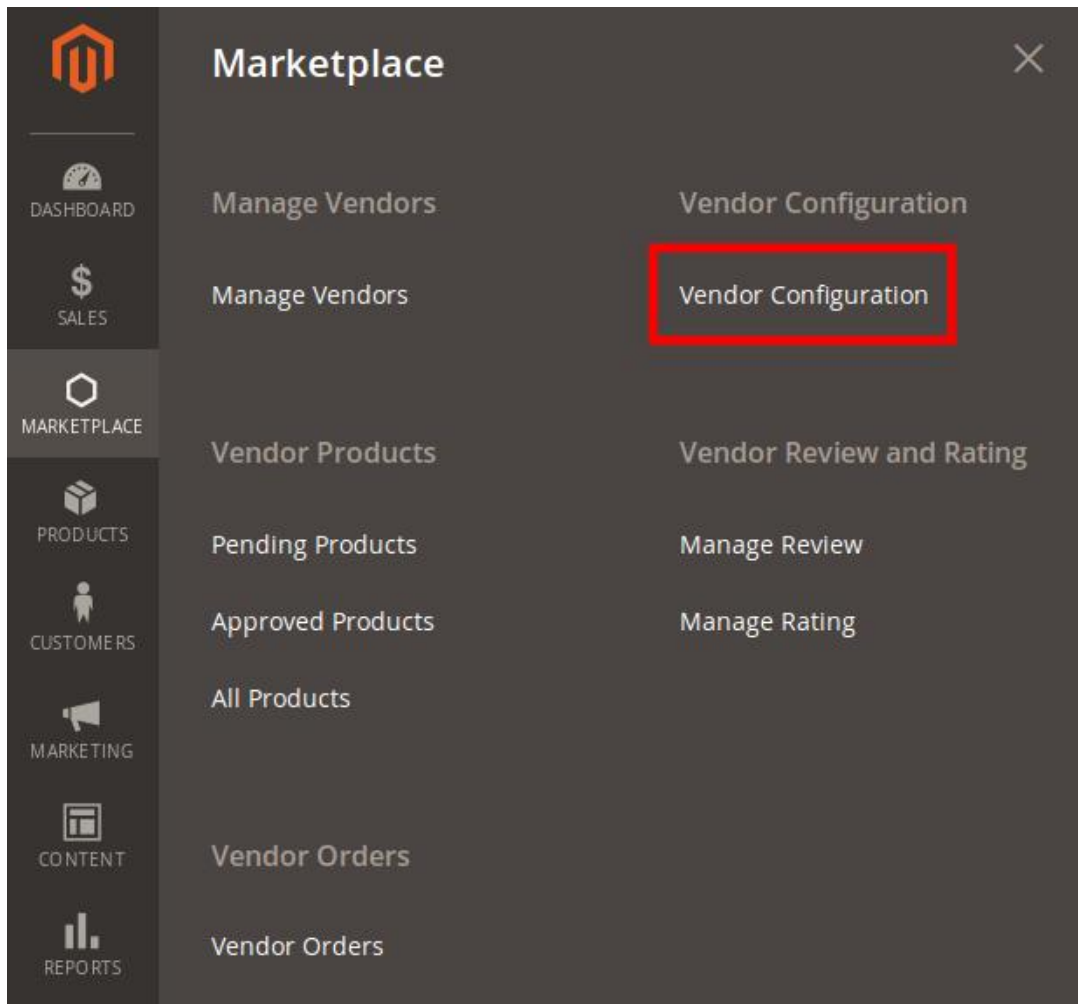 Marketplace
DASHBOARD
SALES
MARKETPLACE
PRODUCTS
CUSTOMERS
MARKETING
CONTENT
REPORTS
Manage Vendors
Manage Vendors
Vendor Configuration
Vendor Configuration
Vendor Products
Pending Products
Approved Products
All Products
Vendor Review and Rating
Manage Review
Manage Rating
Vendor Orders
Vendor Orders